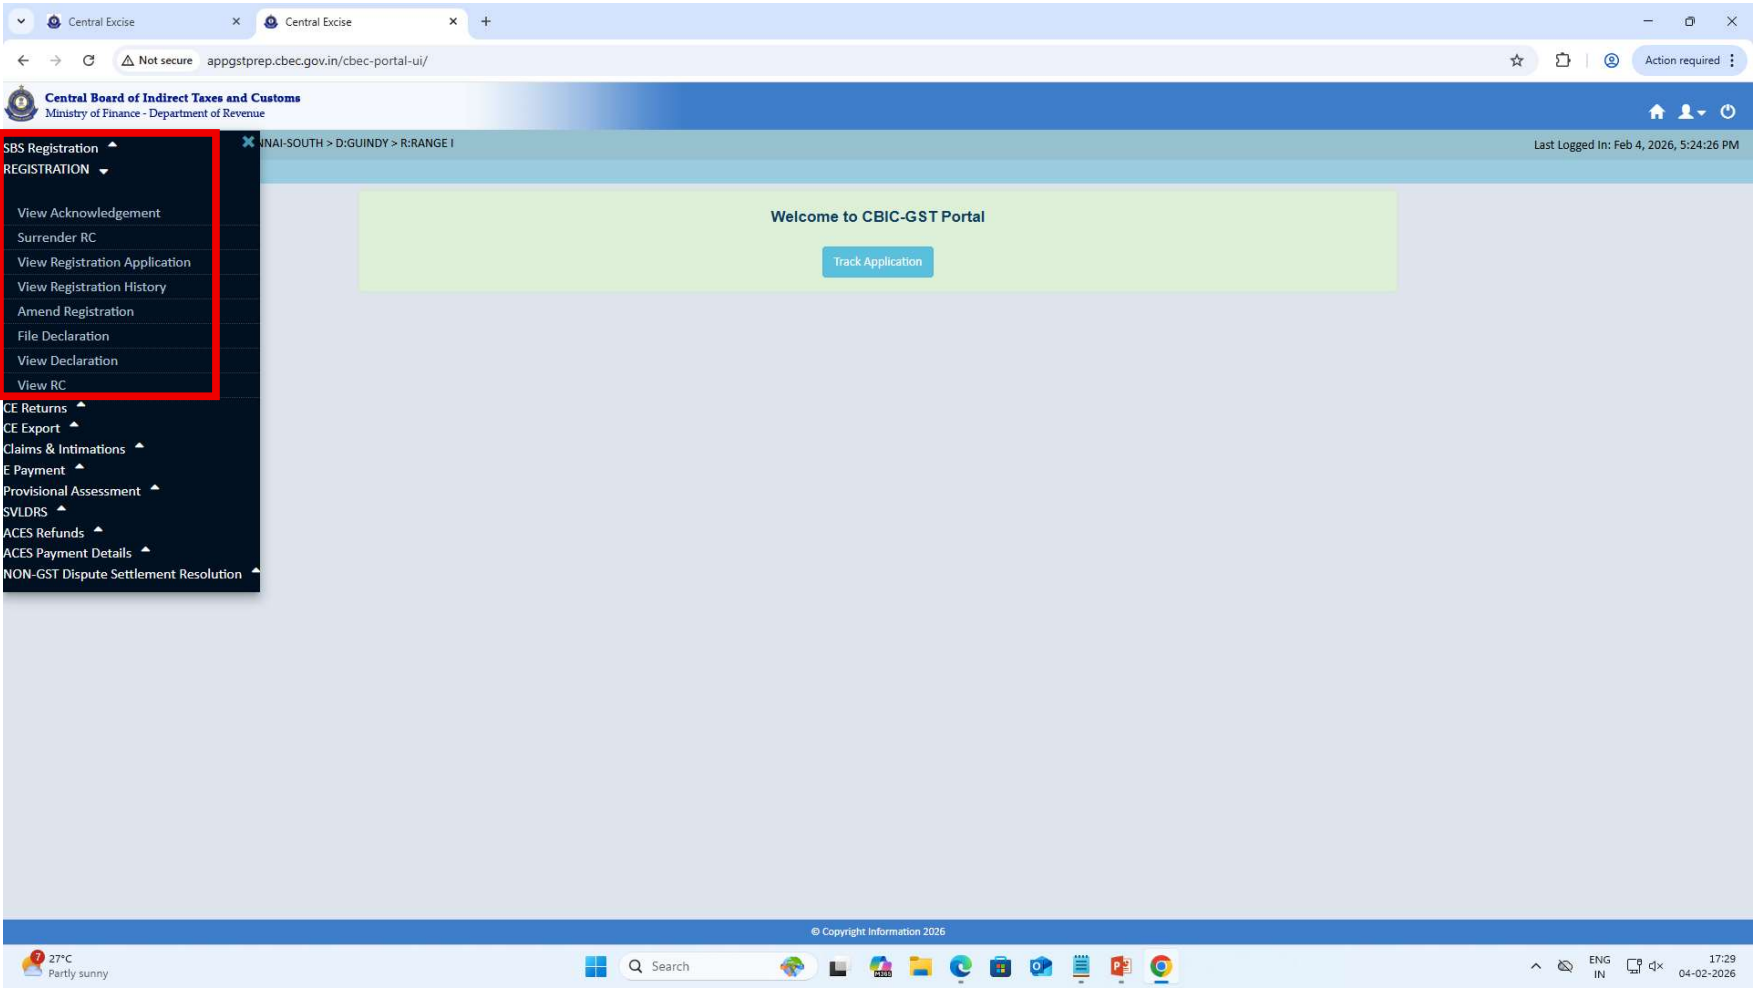 Central Excise
Central Excise
Not secure appgstprep.cbec.gov.in/cbec-portal-ui/
Action required
Central Board of Indirect Taxes and Customs
Ministry of Finance - Department of Revenue
NNAI-SOUTH > D:GUINDY > R:RANGE I
Last Logged In: Feb 4, 2026, 5:24:26 PM
SBS Registration
REGISTRATION
View Acknowledgement
Surrender RC
View Registration Application
View Registration History
Amend Registration
File Declaration
View Declaration
View RC
CE Returns
CE Export
Claims & Intimations
E Payment
Provisional Assessment
SVLDRS
ACES Refunds
ACES Payment Details
NON-GST Dispute Settlement Resolution
Welcome to CBIC-GST Portal
Track Application
© Copyright Information 2026
7
27°C
Partly sunny
Search
M365
ENG
IN
17:29
04-02-2026